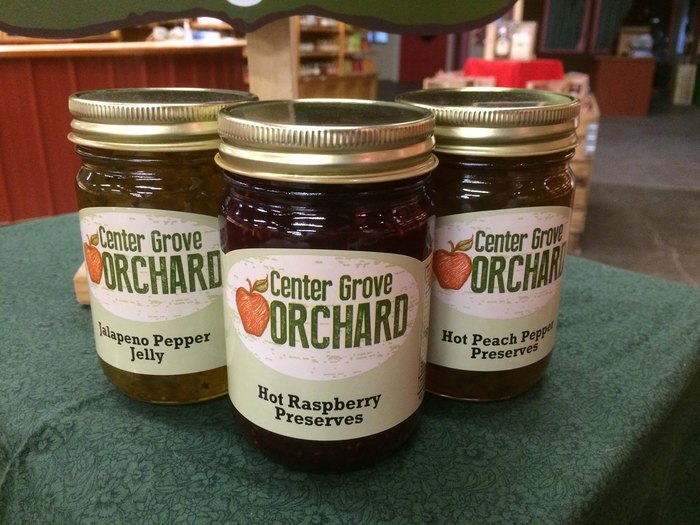 Center Grove
ORCHARD
Jalapeno Pepper
Jelly
Center Grove
ORCHARD
Hot Raspberry
Preserves
Center Grove
ORCHARD
Hot Peach Pepper
Preserves